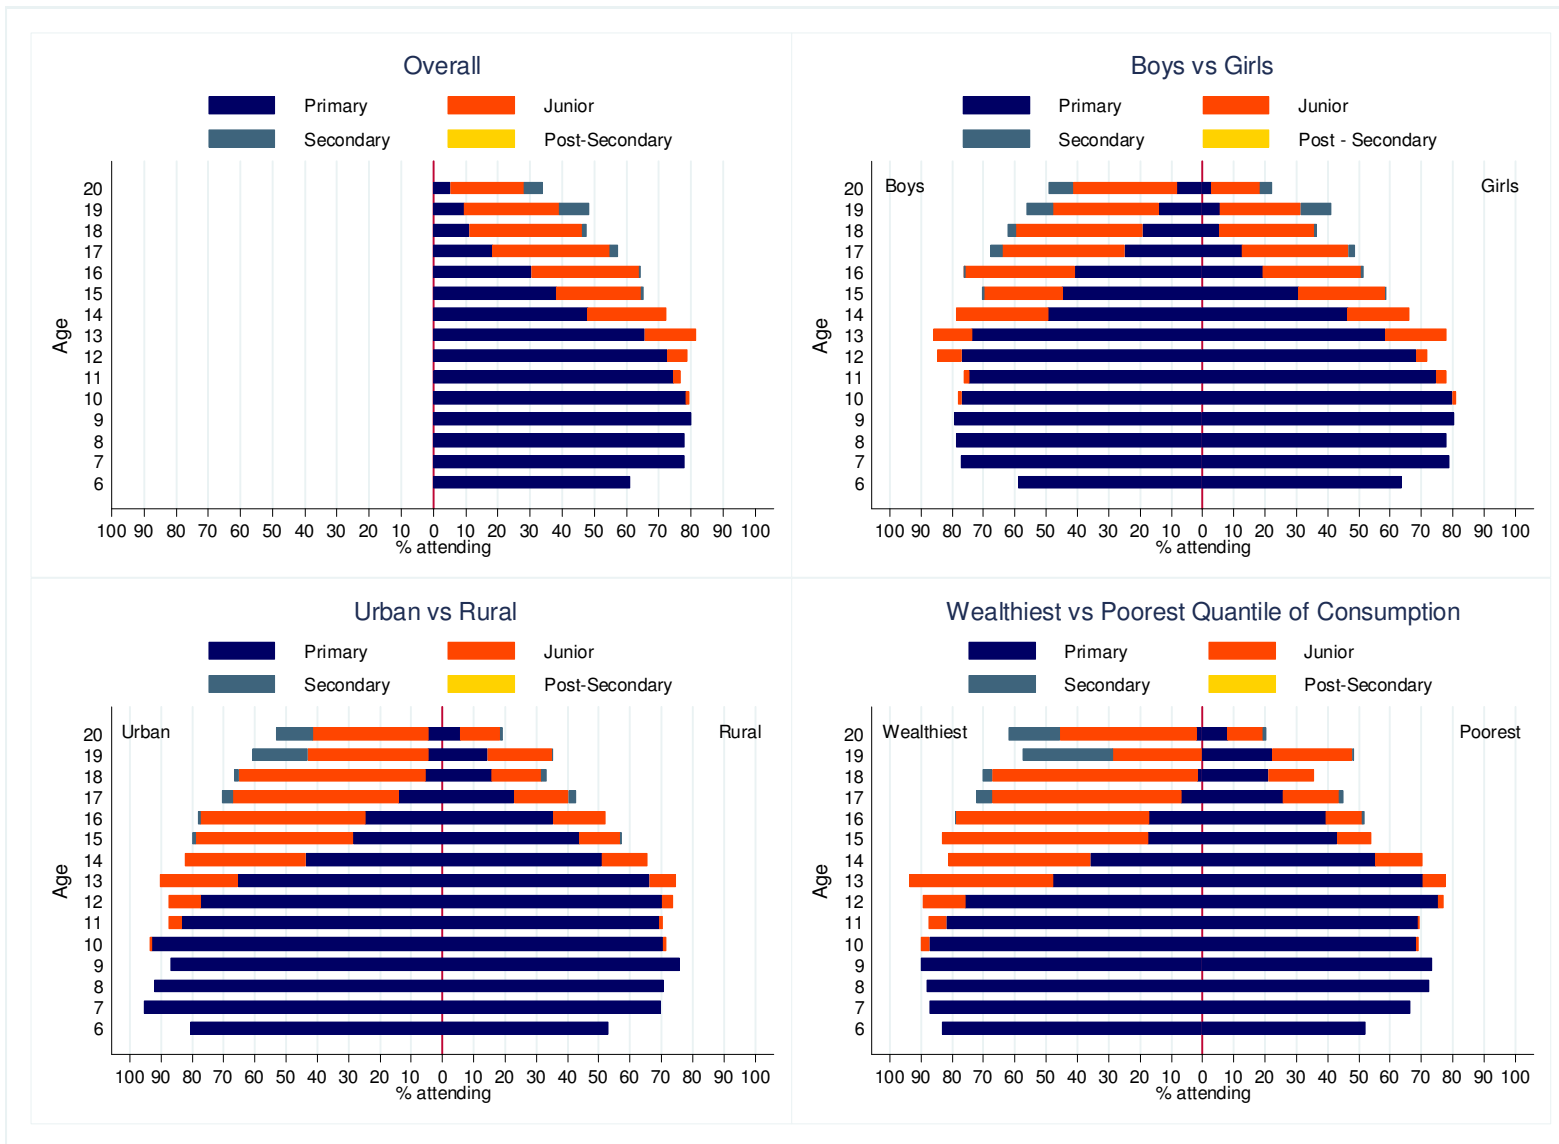 Overall
Primary Junior
Secondary Post-Secondary
20
19
18
17
16
15
14
13
12
11
10
9
8
7
6
Age
100 90 80 70 60 50 40 30 20 10 0 10 20 30 40 50 60 70 80 90 100
% attending
Boys vs Girls
Primary Junior
Secondary Post - Secondary
Boys Girls
20
19
18
17
16
15
14
13
12
11
10
9
8
7
6
Age
100 90 80 70 60 50 40 30 20 10 0 10 20 30 40 50 60 70 80 90 100
% attending
Urban vs Rural
Primary Junior
Secondary Post-Secondary
Urban Rural
20
19
18
17
16
15
14
13
12
11
10
9
8
7
6
Age
100 90 80 70 60 50 40 30 20 10 0 10 20 30 40 50 60 70 80 90 100
% attending
Wealthiest vs Poorest Quantile of Consumption
Primary Junior
Secondary Post-Secondary
Wealthiest Poorest
20
19
18
17
16
15
14
13
12
11
10
9
8
7
6
Age
100 90 80 70 60 50 40 30 20 10 0 10 20 30 40 50 60 70 80 90 100
% attending